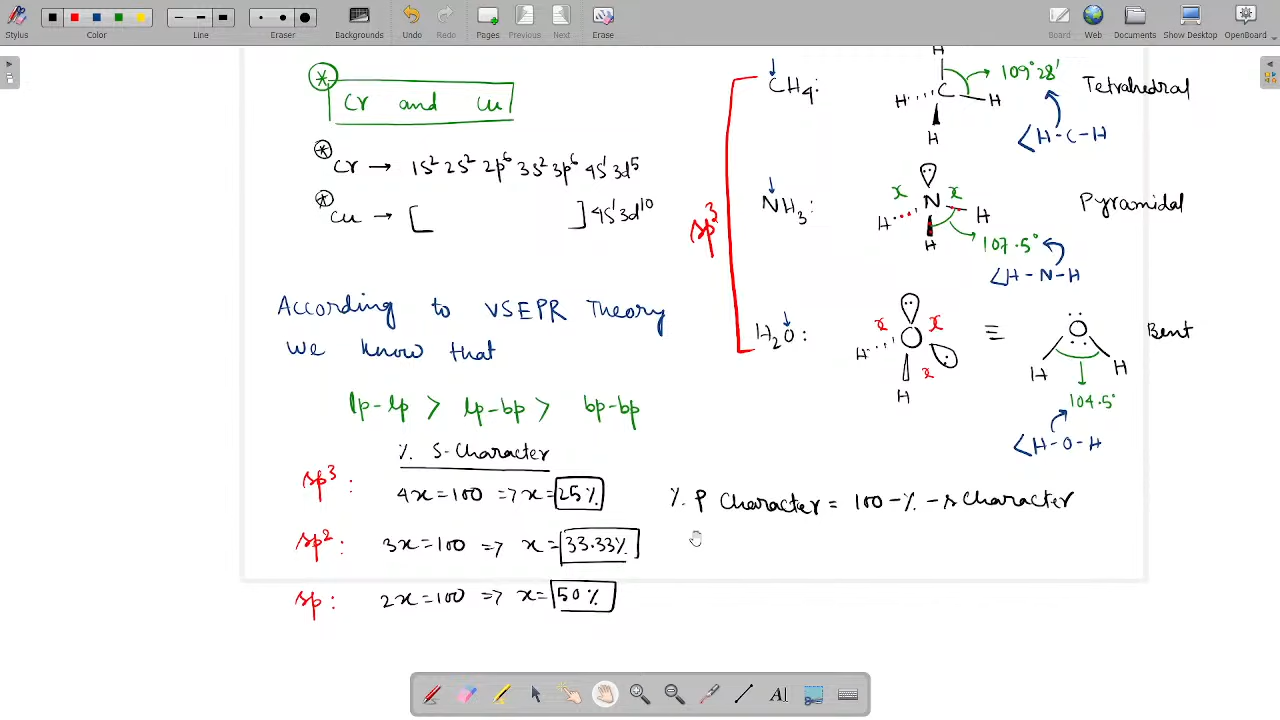 Stylus
Color
Line
Eraser
Backgrounds
Undo
Redo
Pages
Previous
Next
Erase
Board
Web
Documents
Show Desktop
OpenBoard
Cr and Cu
Cr → 1s² 2s² 2p⁶ 3s² 3p⁶ 4s¹ 3d⁵
Cu → [ ] 4s¹ 3d¹⁰
According to VSEPR Theory
We know that
lp-lp > lp-bp > bp-bp
% S-Character
sp³ : 4x=100 => x= 25%
sp² : 3x=100 => x= 33.33%
sp : 2x=100 => x= 50%
sp³
CH₄:
H
H C H
H
109°28'
<H-C-H
Tetrahedral
NH₃:
x x
N
H H
H
107.5°
<H-N-H
Pyramidal
H₂O:
x x
O
H x
H
≡
O
H H
104.5°
<H-O-H
Bent
% P Character = 100 - % - s Character
AI